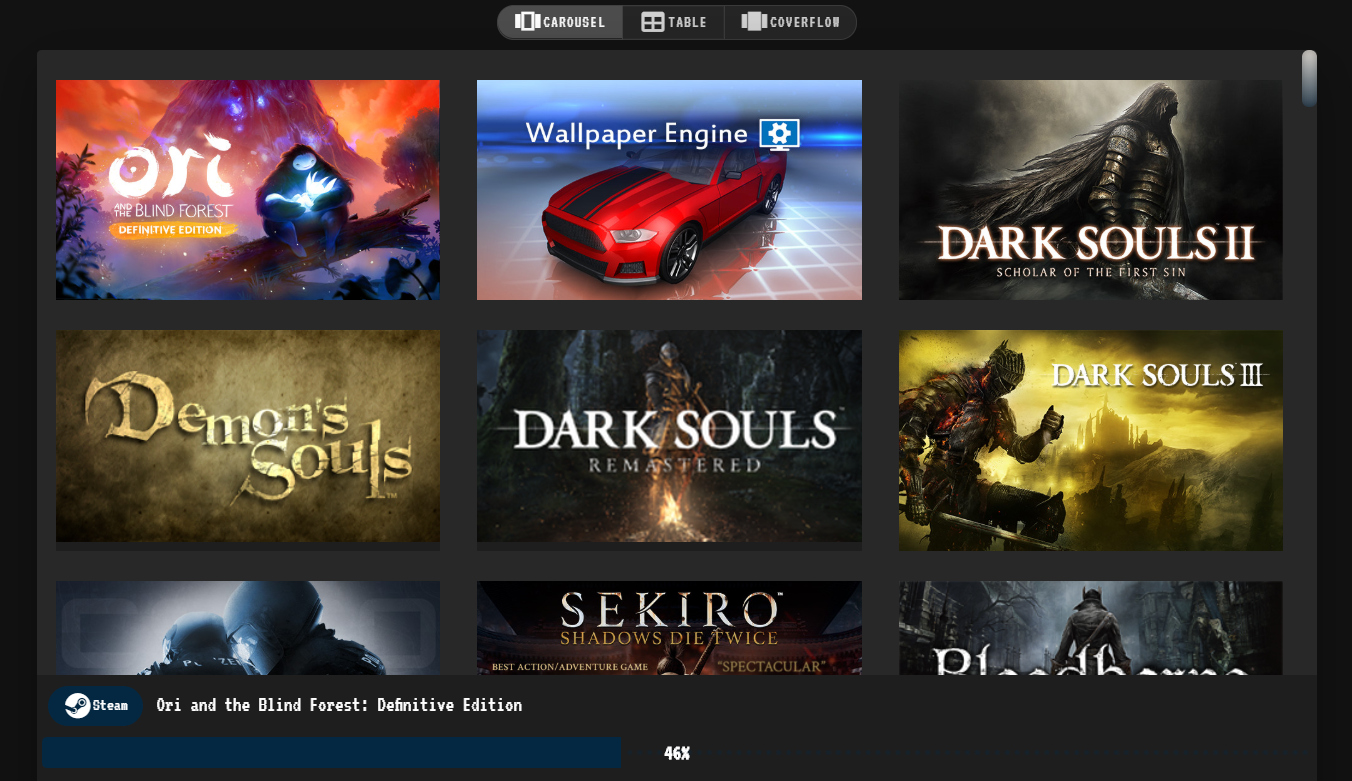 CAROUSEL
TABLE
COVERFLOW
ori
AND THE BLIND FOREST
DEFINITIVE EDITION
Wallpaper Engine
DARK SOULS II
SCHOLAR OF THE FIRST SIN
Demon's
Souls
TM
DARK SOULS
REMASTERED
DARK SOULS III
SEKIRO
SHADOWS DIE TWICE
BEST ACTION/ADVENTURE GAME
"SPECTACULAR"
Bloodborne
Steam
Ori and the Blind Forest: Definitive Edition
46%